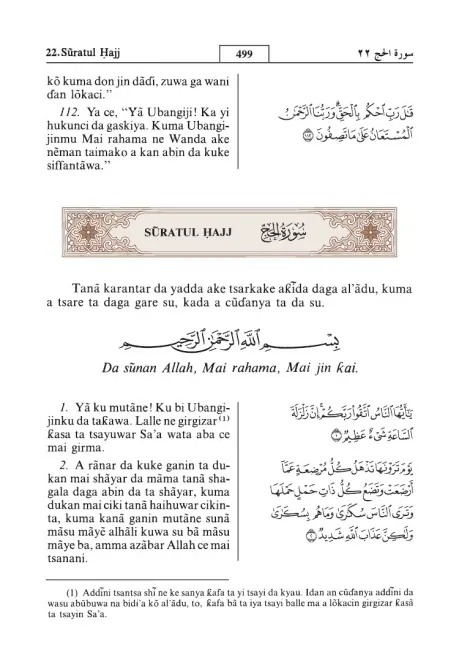 22. Sūratul Ḥajj 499 سورة الحج ٢٢
kō kuma don jin dāɗi, zuwa ga wani
ɗan lōkaci."
112. Ya ce, "Yā Ubangiji! Ka yi
hukunci da gaskiya. Kuma Ubangi-
jinmu Mai rahama ne Wanda ake
nēman taimako a kan abin da kuke
siffantāwa."
قَٰلَ رَبِّ ٱحْكُم بِٱلْحَقِّ ۗ وَرَبُّنَا ٱلرَّحْمَٰنُ
ٱلْمُسْتَعَانُ عَلَىٰ مَا تَصِفُونَ ١١٢
SŪRATUL ḤAJJ سُورَةُ الحَجِّ
Tanā karantar da yadda ake tsarkake aƙīda daga al'ādu, kuma
a tsare ta daga gare su, kada a cūɗanya ta da su.
بِسْمِ ٱللَّهِ ٱلرَّحْمَٰنِ ٱلرَّحِيمِ
Da sūnan Allah, Mai rahama, Mai jin ƙai.
1. Yā ku mutāne! Ku bi Ubangi-
jinku da taƙawa. Lalle ne girgizar (1)
ƙasa ta tsayuwar Sa'a wata aba ce
mai girma.
2. A rānar da kuke ganin ta du-
kan mai shāyar da māma tanā sha-
gala daga abin da ta shāyar, kuma
dukan mai ciki tanā haihuwar cikin-
ta, kuma kanā ganin mutāne sunā
māsu māyē alhāli kuwa su bā māsu
māye ba, amma azābar Allah ce mai
tsanani.
يَٰٓأَيُّهَا ٱلنَّاسُ ٱتَّقُوا۟ رَبَّكُمْ ۚ إِنَّ زَلْزَلَةَ
ٱلسَّاعَةِ شَىْءٌ عَظِيمٌ ١
يَوْمَ تَرَوْنَهَا تَذْهَلُ كُلُّ مُرْضِعَةٍ عَمَّآ
أَرْضَعَتْ وَتَضَعُ كُلُّ ذَاتِ حَمْلٍ حَمْلَهَا
وَتَرَى ٱلنَّاسَ سُكَٰرَىٰ وَمَا هُم بِسُكَٰرَىٰ
وَلَٰكِنَّ عَذَابَ ٱللَّهِ شَدِيدٌ ٢
(1) Addīni tsantsa shī ne ke sanya ƙafa ta yi tsayi da kyau. Idan an cūɗanya addīni da
wasu abūbuwa na bidi'a kō al'ādu, to, ƙafa bā ta iya tsayi balle ma a lōkacin girgizar ƙasā
ta tsayin Sa'a.